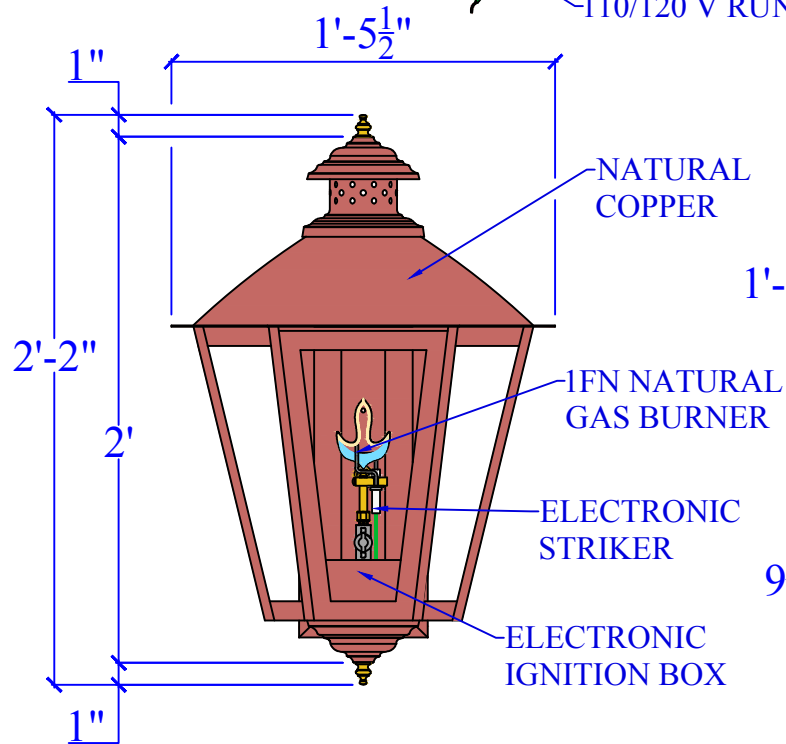 110/120 V RUN
1'-5½"
1"
NATURAL
COPPER
1'-
2'-2"
1FN NATURAL
GAS BURNER
2'
ELECTRONIC
STRIKER
9
ELECTRONIC
IGNITION BOX
1"